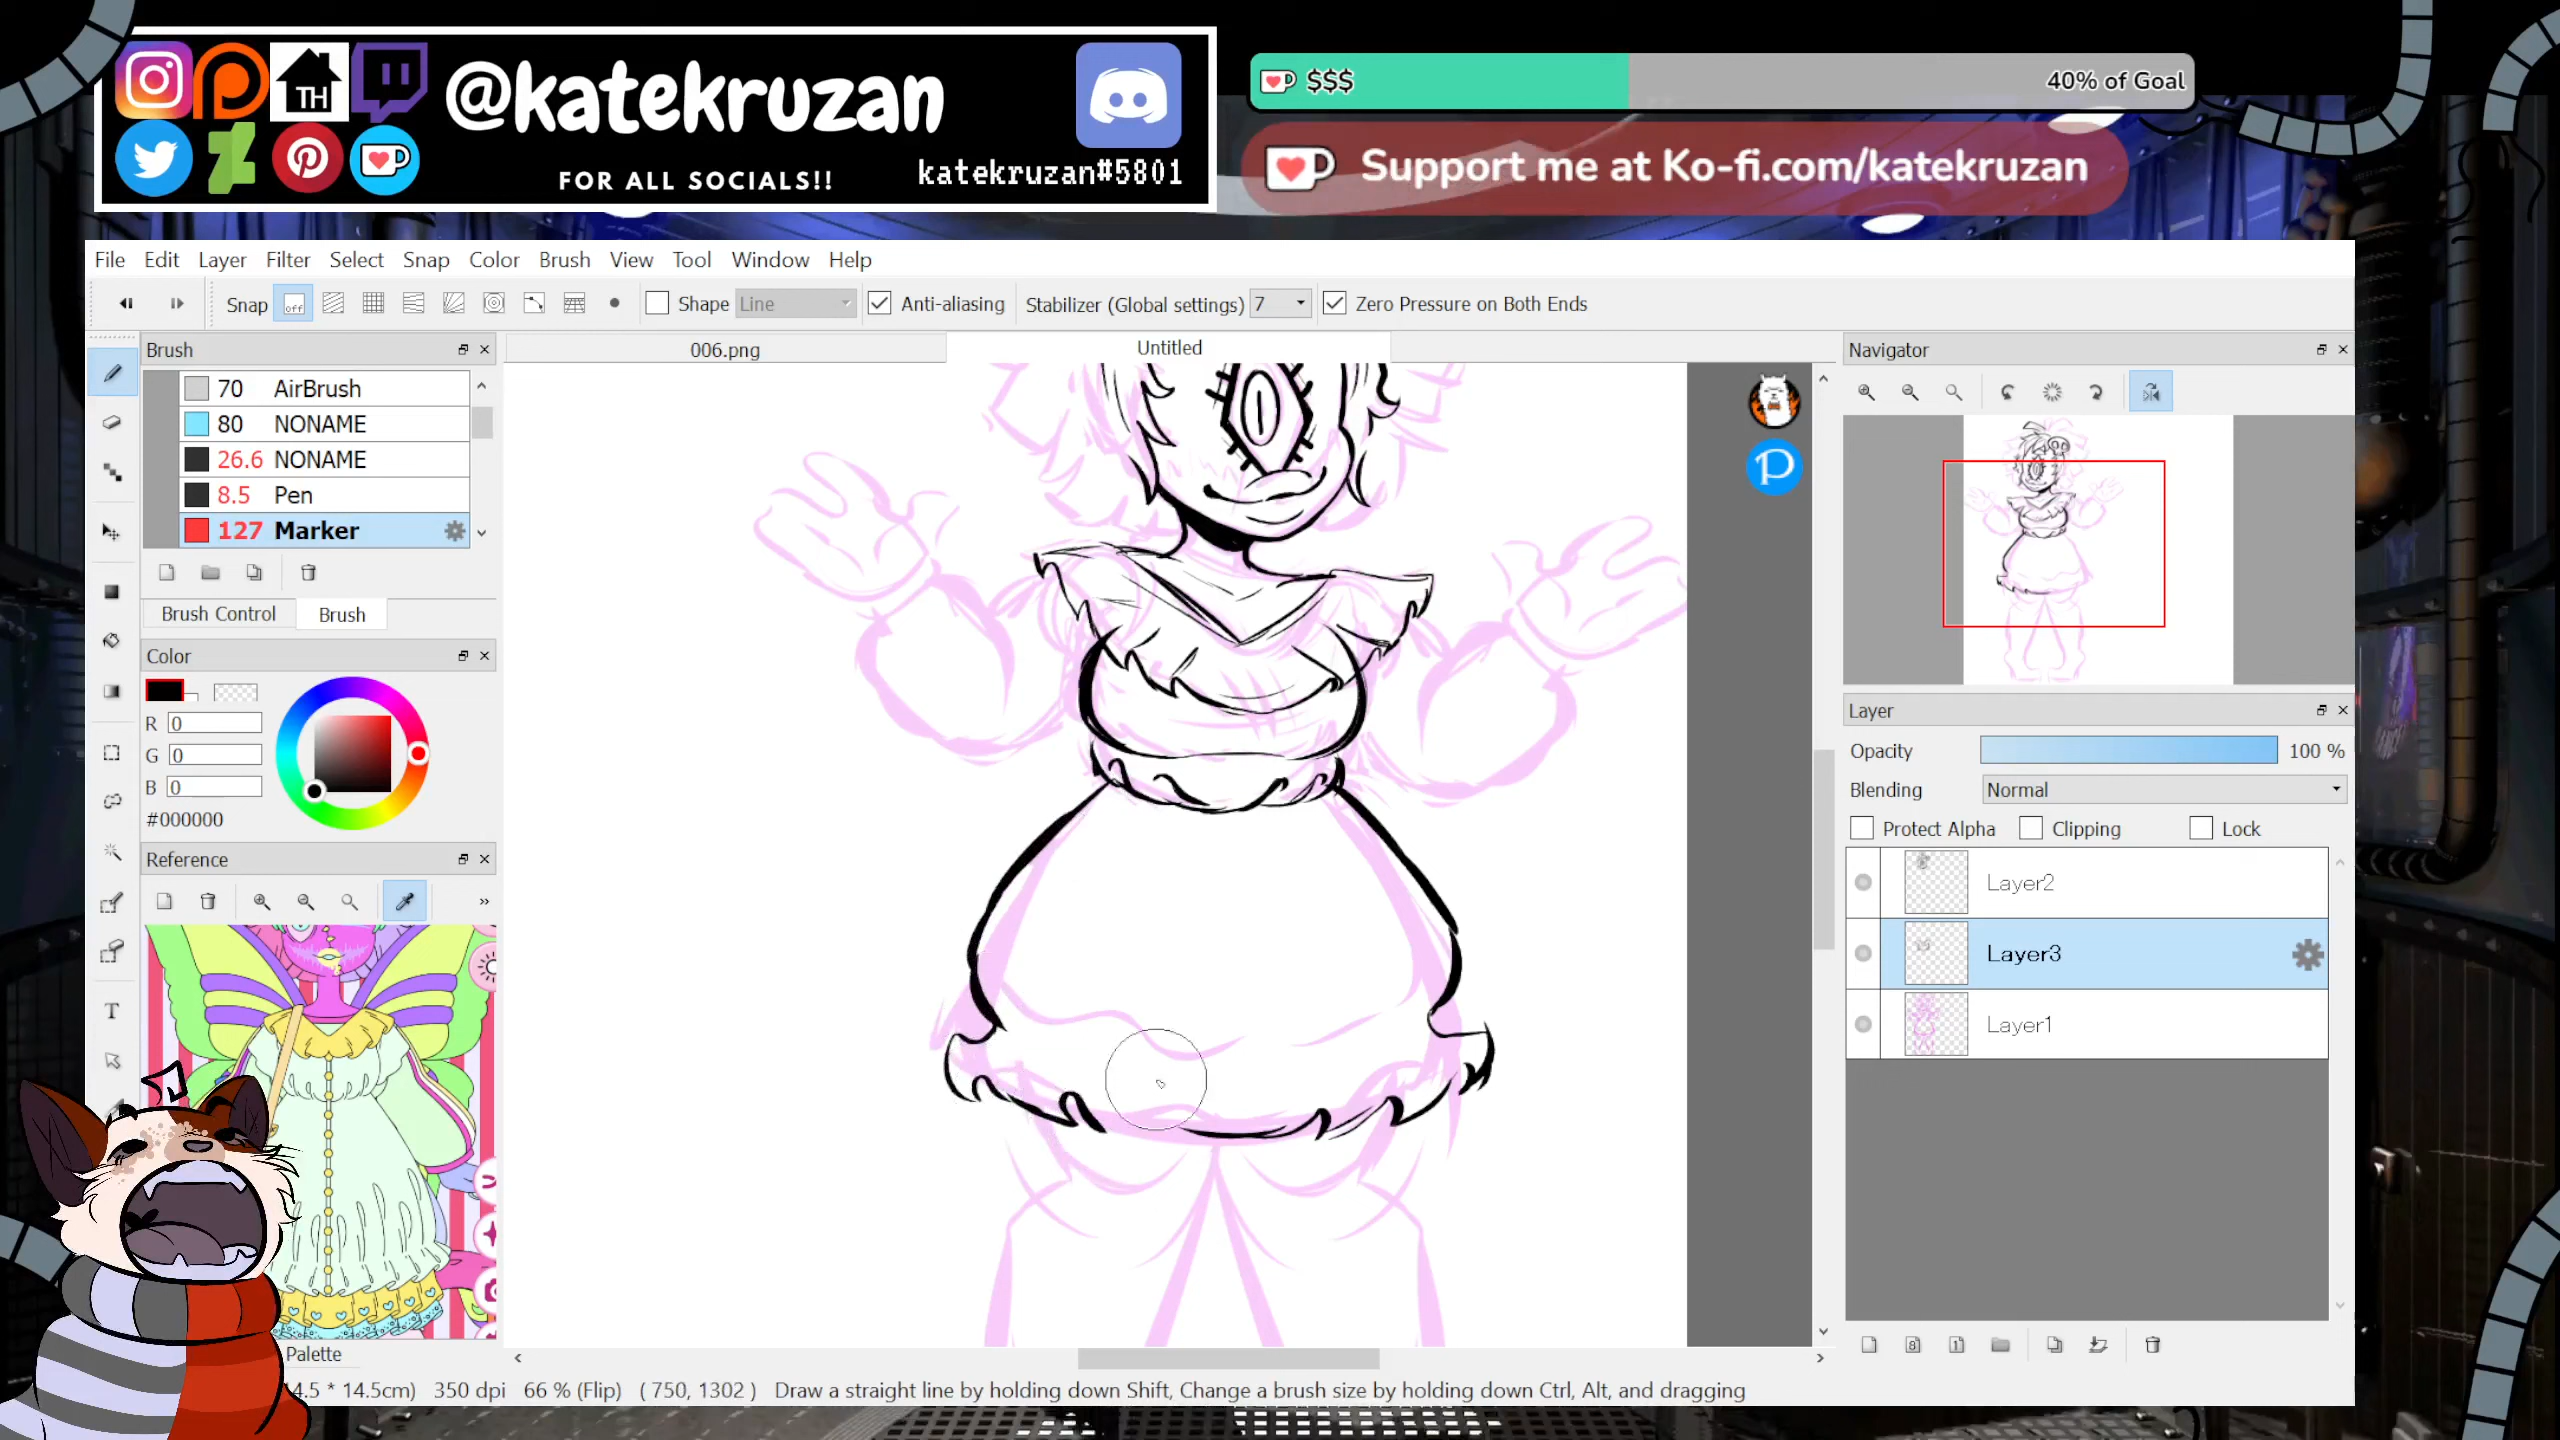 TH
@katekruzan
FOR ALL SOCIALS!!
katekruzan#5801
$$$
40% of Goal
Support me at Ko-fi.com/katekruzan
File Edit Layer Filter Select Snap Color Brush View Tool Window Help
Snap off Shape Line Anti-aliasing Stabilizer (Global settings) 7 Zero Pressure on Both Ends
Brush
70 AirBrush
80 NONAME
26.6 NONAME
8.5 Pen
127 Marker
Brush Control Brush
Color
R 0
G 0
B 0
#000000
Reference
Palette
006.png
Untitled
Navigator
Layer
Opacity 100 %
Blending Normal
Protect Alpha Clipping Lock
Layer2
Layer3
Layer1
4.5 * 14.5cm) 350 dpi 66 % (Flip) ( 750, 1302 ) Draw a straight line by holding down Shift, Change a brush size by holding down Ctrl, Alt, and dragging